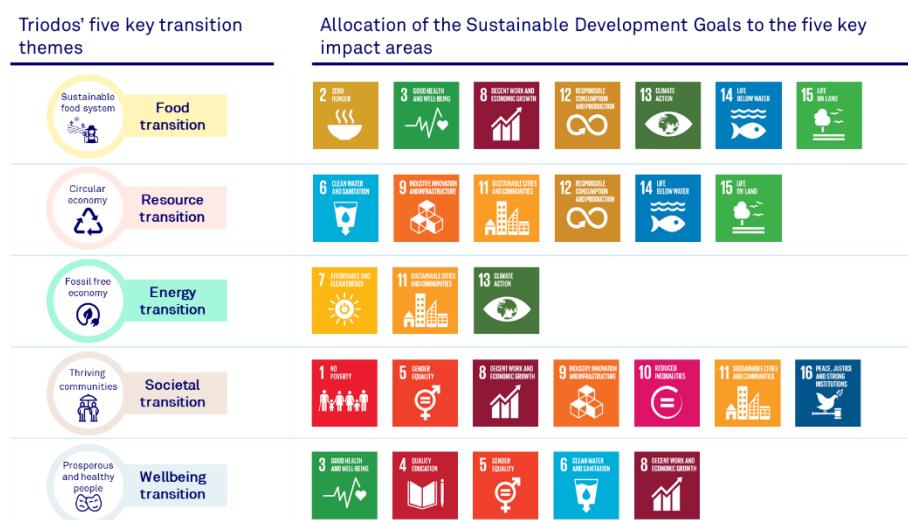 Triodos' five key transition
themes
Allocation of the Sustainable Development Goals to the five key
impact areas
Sustainable
food system
Food
transition
2 ZERO
HUNGER
3 GOOD HEALTH
AND WELL-BEING
8 DECENT WORK AND
ECONOMIC GROWTH
12 RESPONSIBLE
CONSUMPTION
AND PRODUCTION
13 CLIMATE
ACTION
14 LIFE
BELOW WATER
15 LIFE
ON LAND
Circular
economy
Resource
transition
6 CLEAN WATER
AND SANITATION
9 INDUSTRY, INNOVATION
AND INFRASTRUCTURE
11 SUSTAINABLE CITIES
AND COMMUNITIES
12 RESPONSIBLE
CONSUMPTION
AND PRODUCTION
14 LIFE
BELOW WATER
15 LIFE
ON LAND
Fossil free
economy
Energy
transition
7 AFFORDABLE AND
CLEAN ENERGY
11 SUSTAINABLE CITIES
AND COMMUNITIES
13 CLIMATE
ACTION
Thriving
communities
Societal
transition
1 NO
POVERTY
5 GENDER
EQUALITY
8 DECENT WORK AND
ECONOMIC GROWTH
9 INDUSTRY, INNOVATION
AND INFRASTRUCTURE
10 REDUCED
INEQUALITIES
11 SUSTAINABLE CITIES
AND COMMUNITIES
16 PEACE, JUSTICE
AND STRONG
INSTITUTIONS
Prosperous
and healthy
people
Wellbeing
transition
3 GOOD HEALTH
AND WELL-BEING
4 QUALITY
EDUCATION
5 GENDER
EQUALITY
6 CLEAN WATER
AND SANITATION
8 DECENT WORK AND
ECONOMIC GROWTH